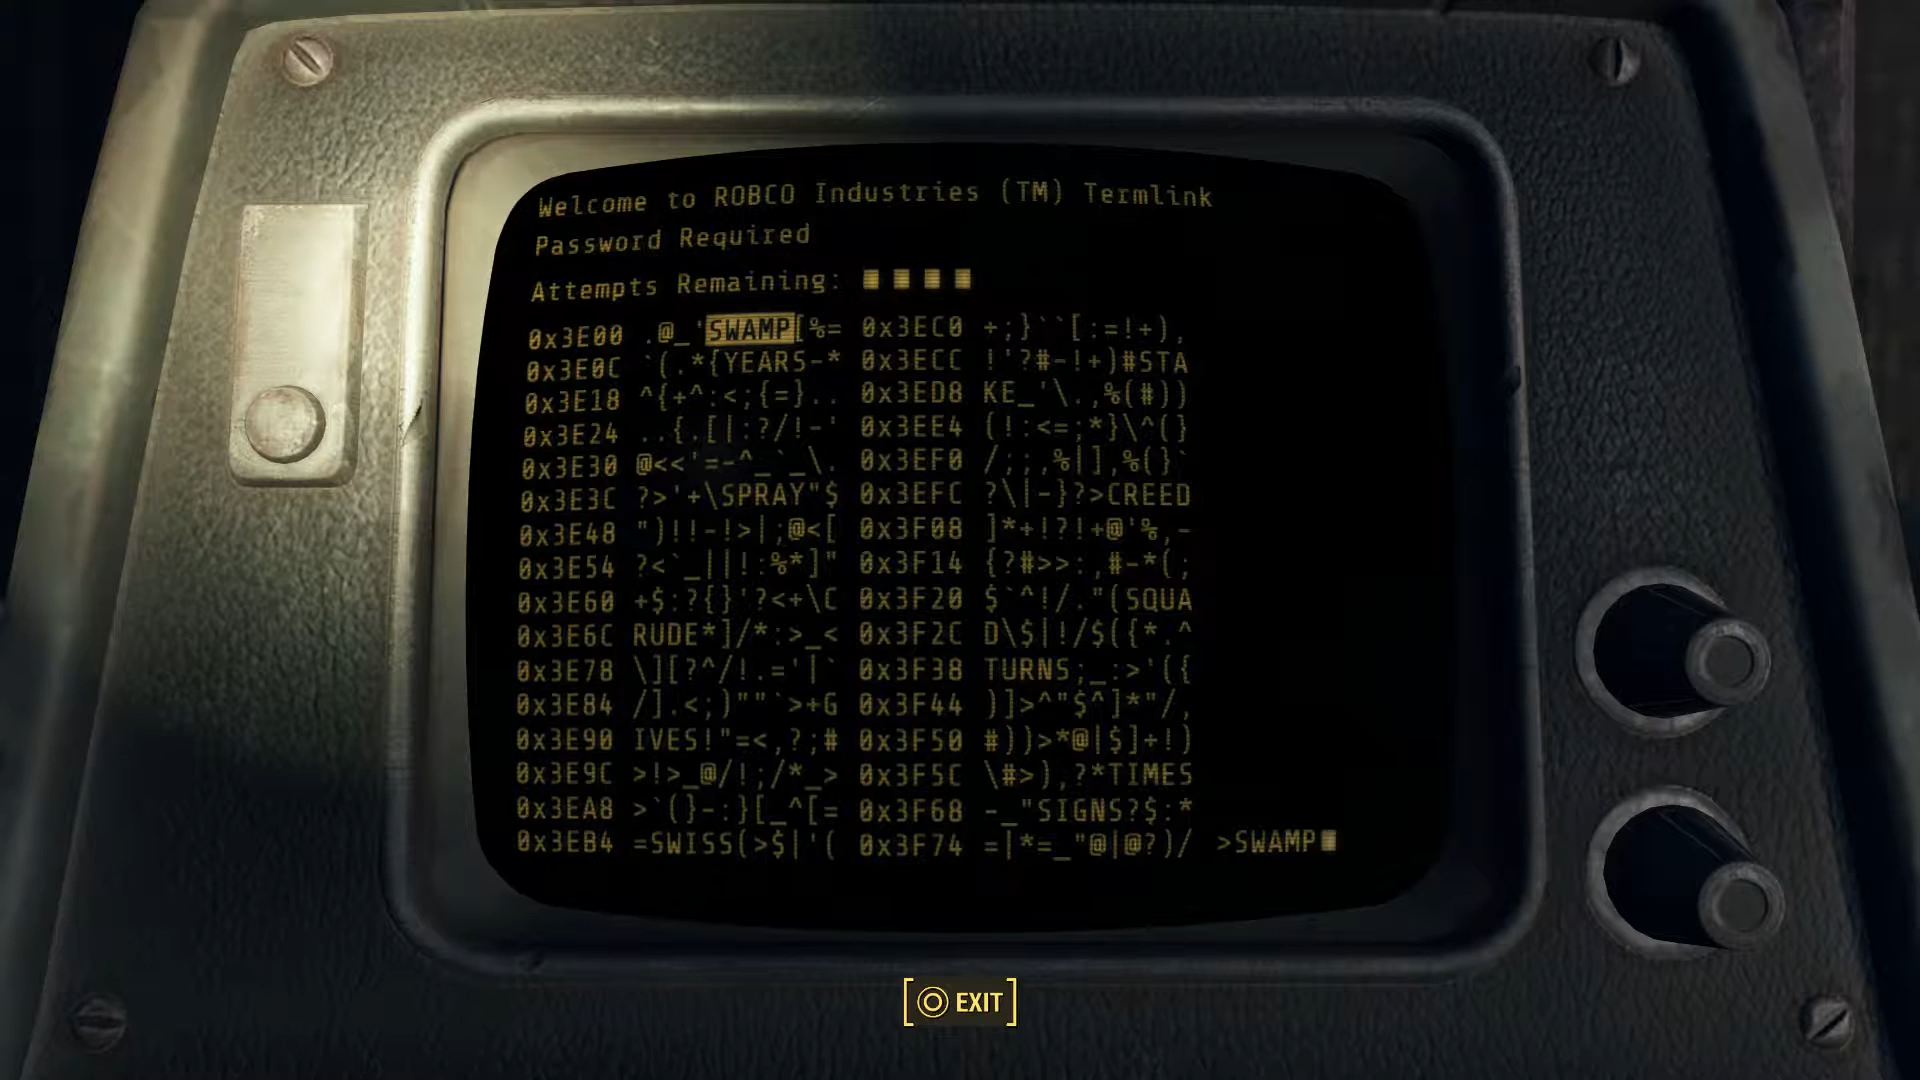 Welcome to ROBCO Industries (TM) Termlink
Password Required
Attempts Remaining:
0x3E00 .@_'SWAMP[%= 0x3EC0 +;}``[:=!+),
0x3E0C `(.*{YEARS-* 0x3ECC !'?#-!+)#STA
0x3E18 ^{+^:<;{=}.. 0x3ED8 KE_'\.,%(#))
0x3E24 ..{.[|:?/!-' 0x3EE4 (!:<=;*}\^(}
0x3E30 @<<'=-^_`_\. 0x3EF0 /;;,%|],%(}`
0x3E3C ?>'+\SPRAY"$ 0x3EFC ?\|-}?>CREED
0x3E48 ")!!-!>|;@<[ 0x3F08 ]*+!?!+@'%,-
0x3E54 ?<`_||!:%*]" 0x3F14 {?#>>:,#-*(;
0x3E60 +$:?{}'?<+\C 0x3F20 $`^!/."(SQUA
0x3E6C RUDE*]/*:>_< 0x3F2C D\$|!/$({*.^
0x3E78 \][?^/!.='|` 0x3F38 TURNS;_:>'({
0x3E84 /].<;)""`>+G 0x3F44 )]>^"$^]*"/,
0x3E90 IVES!"=<,?;# 0x3F50 #))>*@|$]+!)
0x3E9C >!>_@/!;/*_> 0x3F5C \#>),?*TIMES
0x3EA8 >`(}-:}[_^[= 0x3F68 -_"SIGNS?$:*
0x3EB4 =SWISS(>$|'( 0x3F74 =|*=_"@|@?)/ >SWAMP
EXIT